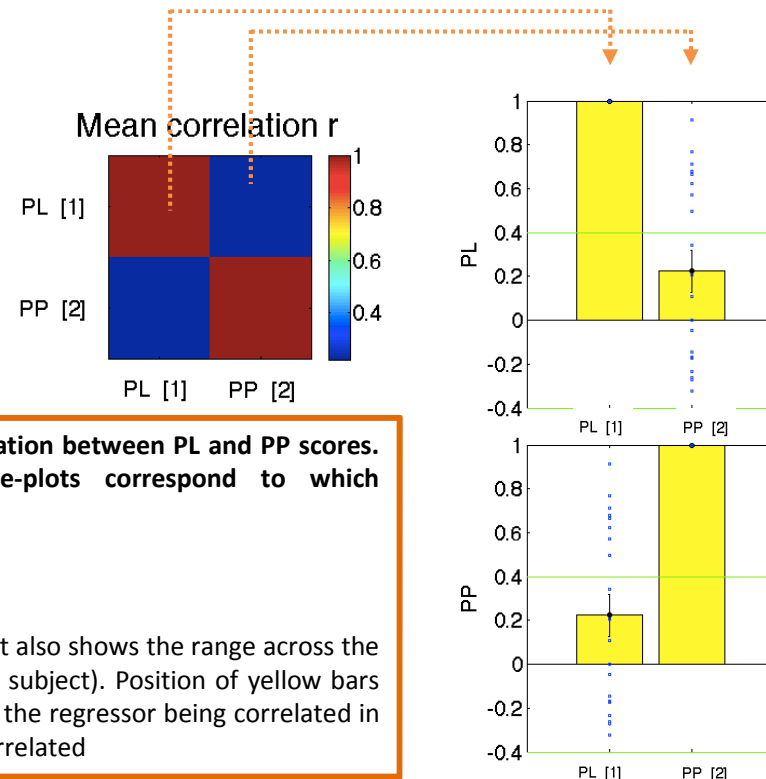 Mean correlation r
PL [1]
PP [2]
PL [1] PP [2]
1
0.8
0.6
0.4
1
0.8
0.6
0.4
0.2
0
-0.2
-0.4
PL
PL [1] PP [2]
1
0.8
0.6
0.4
0.2
0
-0.2
-0.4
PP
PL [1] PP [2]
ation between PL and PP scores.
e-plots correspond to which
t also shows the range across the
subject). Position of yellow bars
the regressor being correlated in
rrelated